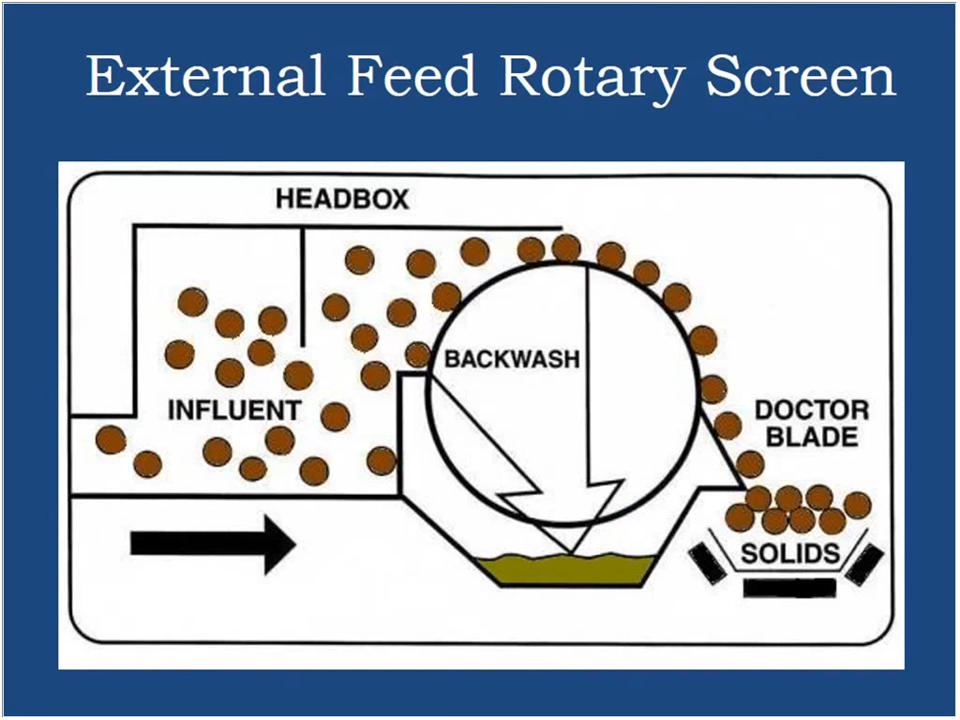 External Feed Rotary Screen
HEADBOX
BACKWASH
INFLUENT
DOCTOR
BLADE
SOLIDS